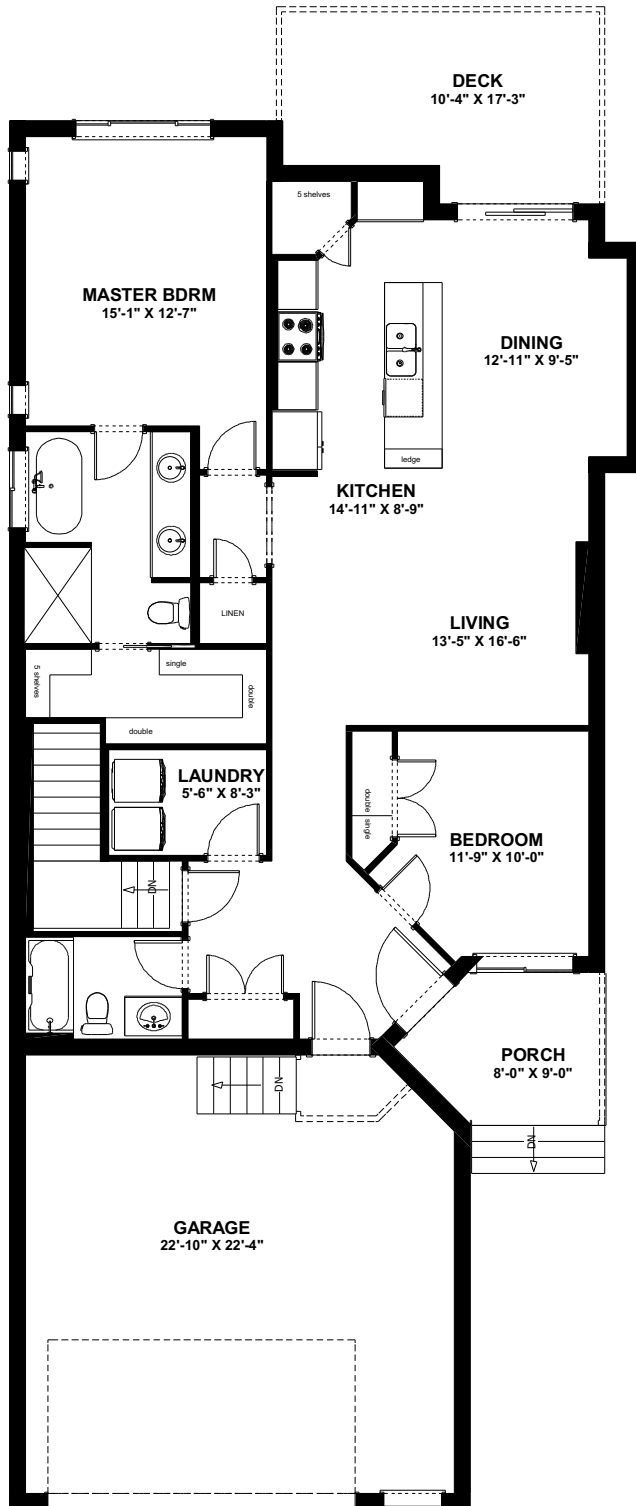 DECK
10'-4" X 17'-3"
5 shelves
MASTER BDRM
15'-1" X 12'-7"
DINING
12'-11" X 9'-5"
ledge
KITCHEN
14'-11" X 8'-9"
LINEN
LIVING
13'-5" X 16'-6"
5 shelves
single
double
double
LAUNDRY
5'-6" X 8'-3"
double
single
BEDROOM
11'-9" X 10'-0"
DN
PORCH
8'-0" X 9'-0"
DN
DN
GARAGE
22'-10" X 22'-4"